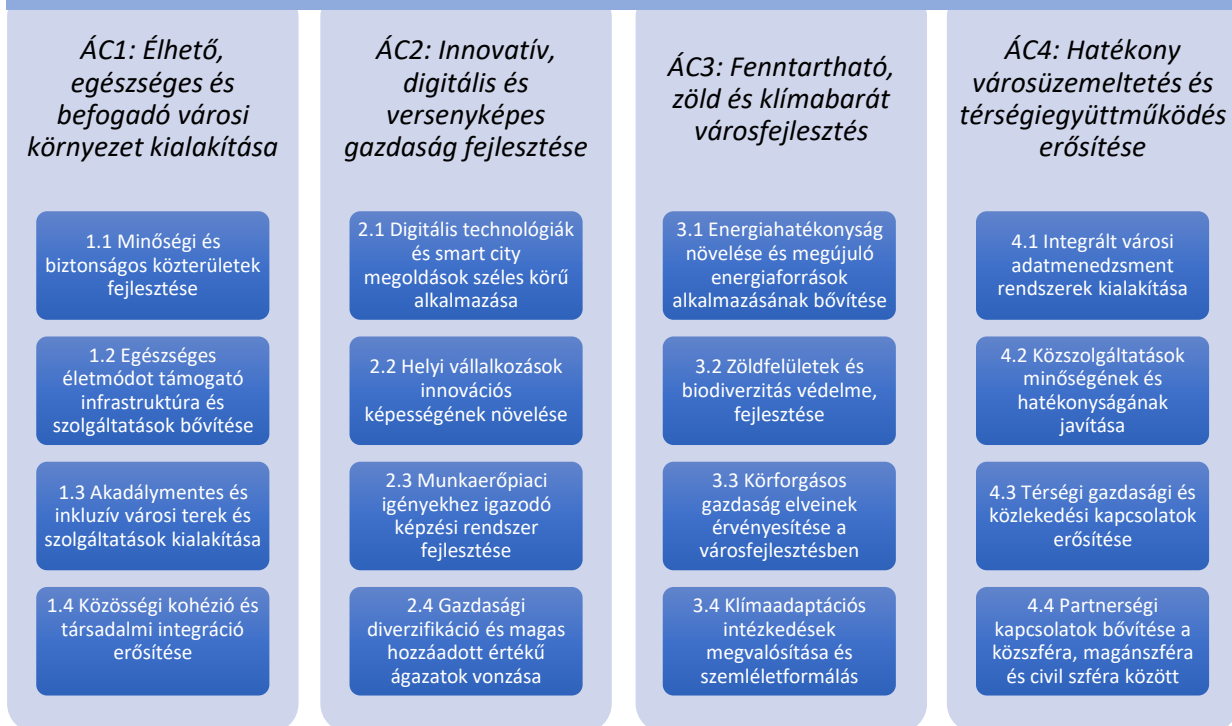 ÁC1: Élhető,
egészséges és
befogadó városi
környezet kialakítása
1.1 Minőségi és
biztonságos közterületek
fejlesztése
1.2 Egészséges
életmódot támogató
infrastruktúra és
szolgáltatások bővítése
1.3 Akadálymentes és
inkluzív városi terek és
szolgáltatások kialakítása
1.4 Közösségi kohézió és
társadalmi integráció
erősítése
ÁC2: Innovatív,
digitális és
versenyképes
gazdaság fejlesztése
2.1 Digitális technológiák
és smart city
megoldások széles körű
alkalmazása
2.2 Helyi vállalkozások
innovációs
képességének növelése
2.3 Munkaerőpiaci
igényekhez igazodó
képzési rendszer
fejlesztése
2.4 Gazdasági
diverzifikáció és magas
hozzáadott értékű
ágazatok vonzása
ÁC3: Fenntartható,
zöld és klímabarát
városfejlesztés
3.1 Energiahatékonyság
növelése és megújuló
energiaforrások
alkalmazásának bővítése
3.2 Zöldfelületek és
biodiverzitás védelme,
fejlesztése
3.3 Körforgásos
gazdaság elveinek
érvényesítése a
városfejlesztésben
3.4 Klímaadaptációs
intézkedések
megvalósítása és
szemléletformálás
ÁC4: Hatékony
városüzemeltetés és
térségiegyüttműködés
erősítése
4.1 Integrált városi
adatmenedzsment
rendszerek kialakítása
4.2 Közszolgáltatások
minőségének és
hatékonyságának
javítása
4.3 Térségi gazdasági és
közlekedési kapcsolatok
erősítése
4.4 Partnerségi
kapcsolatok bővítése a
közszféra, magánszféra
és civil szféra között